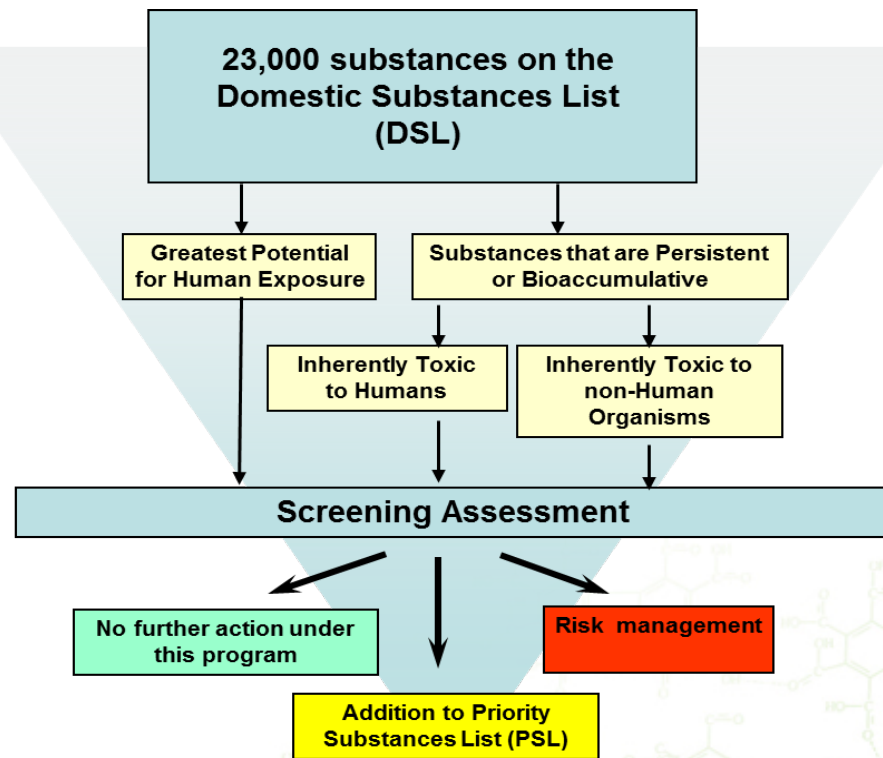 23,000 substances on the
Domestic Substances List
(DSL)
Greatest Potential
for Human Exposure
Substances that are Persistent
or Bioaccumulative
Inherently Toxic
to Humans
Inherently Toxic to
non-Human
Organisms
Screening Assessment
No further action under
this program
Risk management
Addition to Priority
Substances List (PSL)